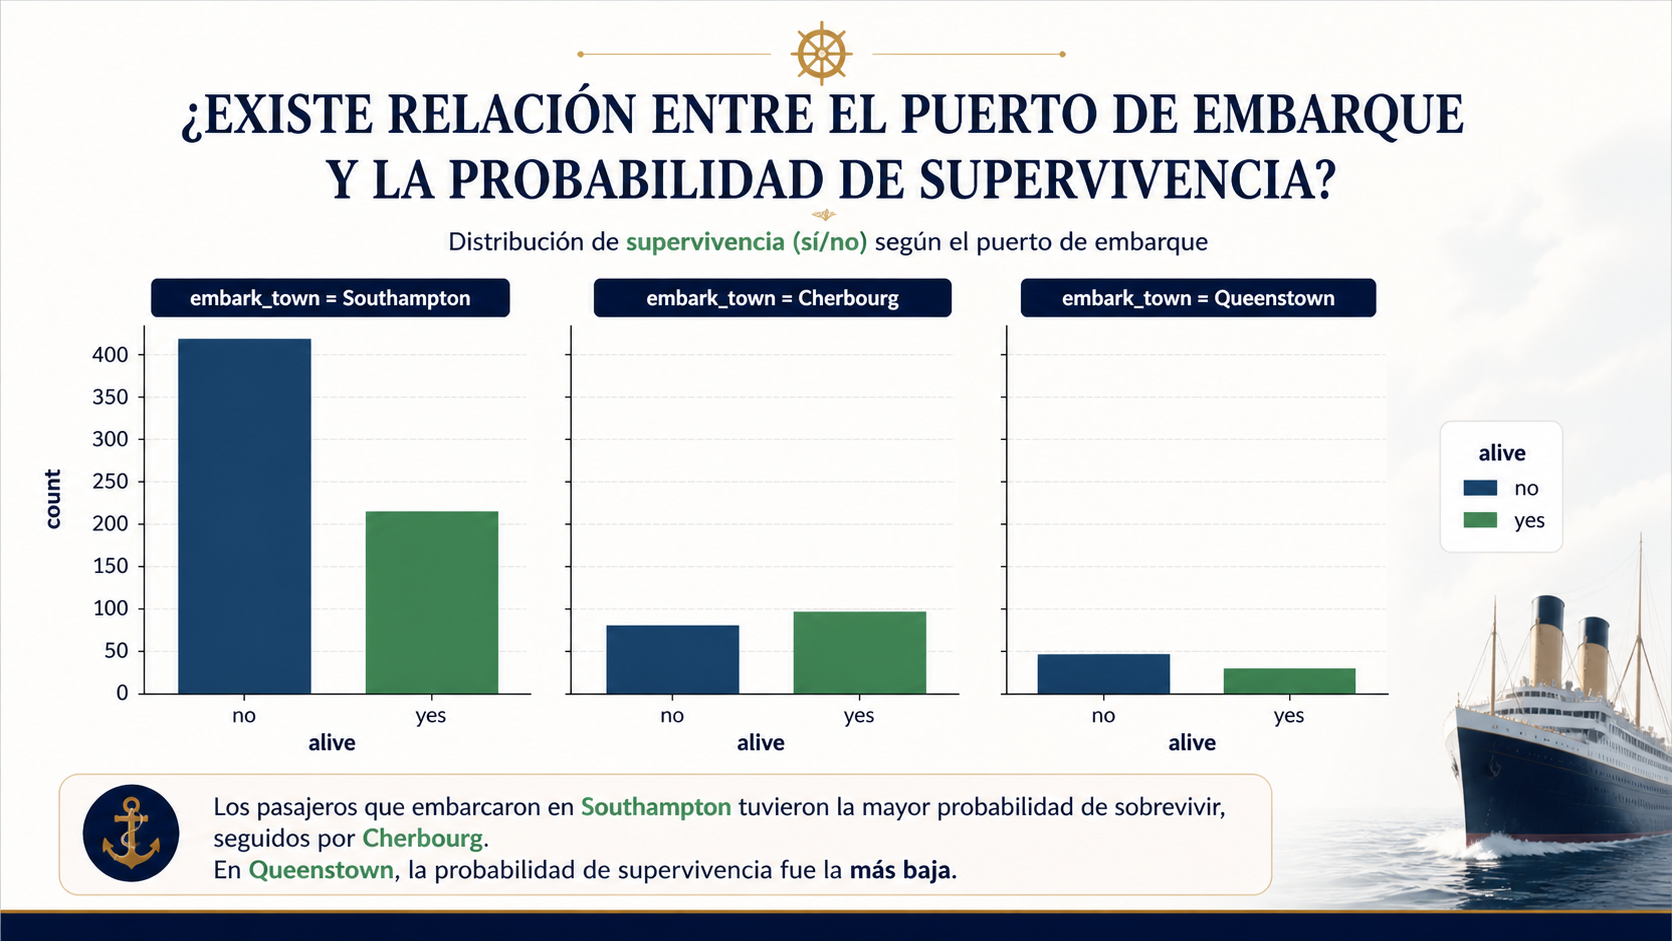 ¿EXISTE RELACIÓN ENTRE EL PUERTO DE EMBARQUE
Y LA PROBABILIDAD DE SUPERVIVENCIA?
Distribución de supervivencia (sí/no) según el puerto de embarque
embark_town = Southampton
embark_town = Cherbourg
embark_town = Queenstown
count
400
350
300
250
200
150
100
50
0
no yes
alive
no yes
alive
no yes
alive
alive
no
yes
Los pasajeros que embarcaron en Southampton tuvieron la mayor probabilidad de sobrevivir,
seguidos por Cherbourg.
En Queenstown, la probabilidad de supervivencia fue la más baja.